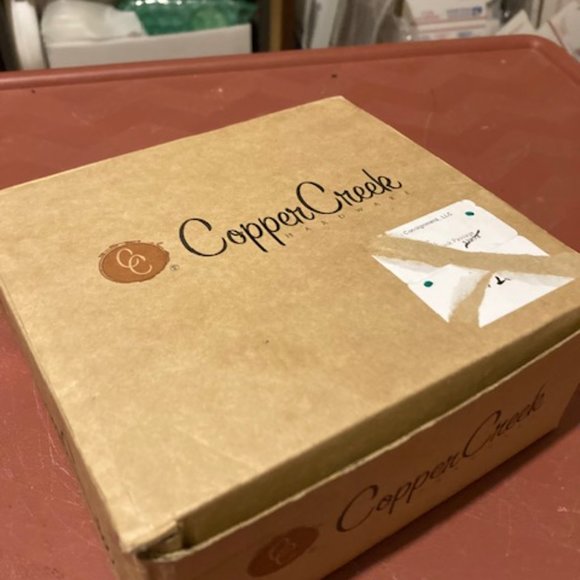 CopperCreek
HARDWARE
CC
®
Consignment, LLC
CopperCreek
CC